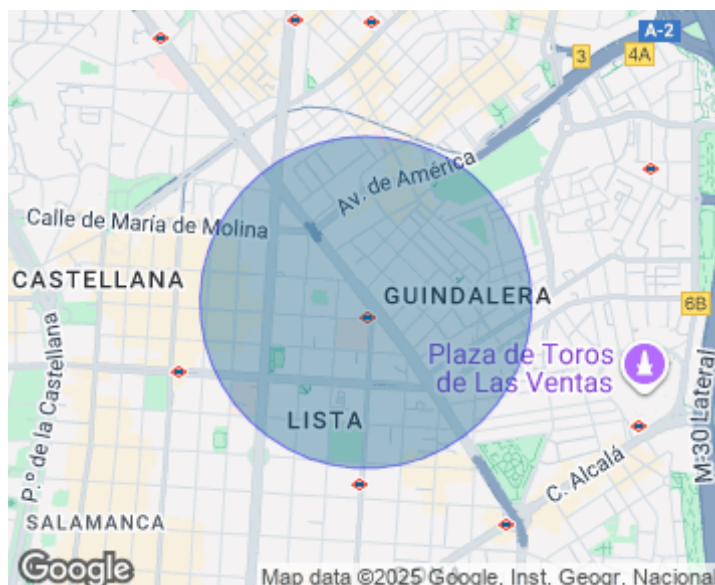 A-2
3
4A
Av. de América
Calle de María de Molina
CASTELLANA
GUINDALERA
6B
Plaza de Toros
de Las Ventas
P.º de la Castellana
LISTA
M-30 Lateral
C. Alcalá
SALAMANCA
Google
Map data ©2025 Google, Inst. Geogr. Nacional